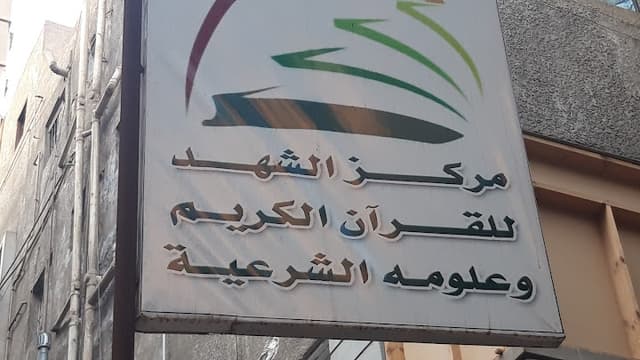 مركز الشهد
للقرآن الكريم
وعلومه الشرعية